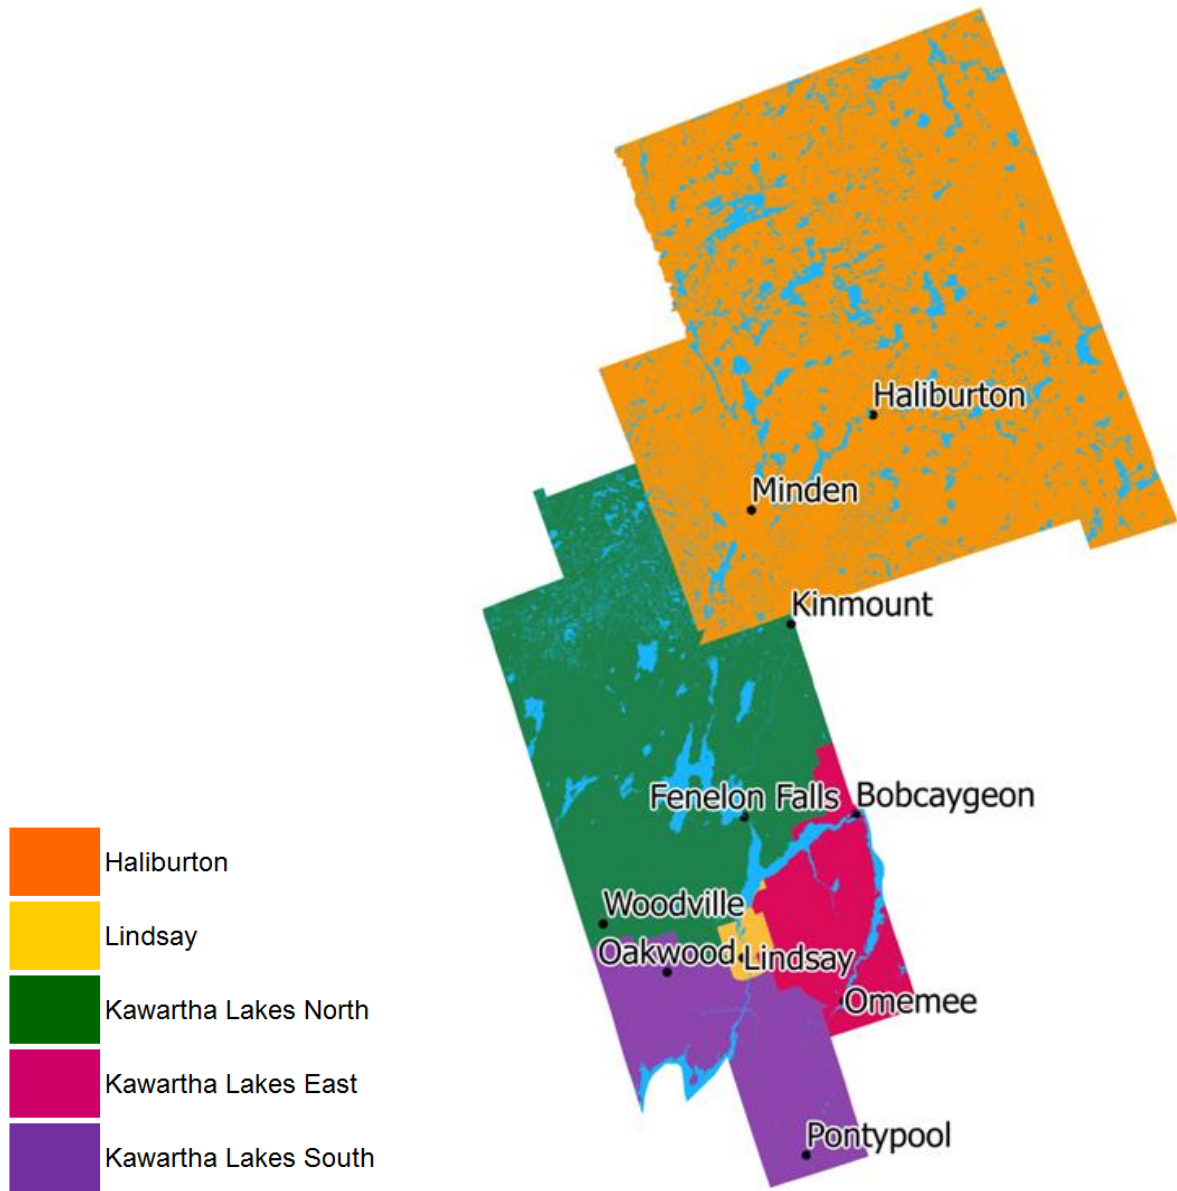 Haliburton
Minden
Kinmount
Fenelon Falls
Bobcaygeon
Woodville
Oakwood
Lindsay
Omemee
Pontypool
Haliburton
Lindsay
Kawartha Lakes North
Kawartha Lakes East
Kawartha Lakes South